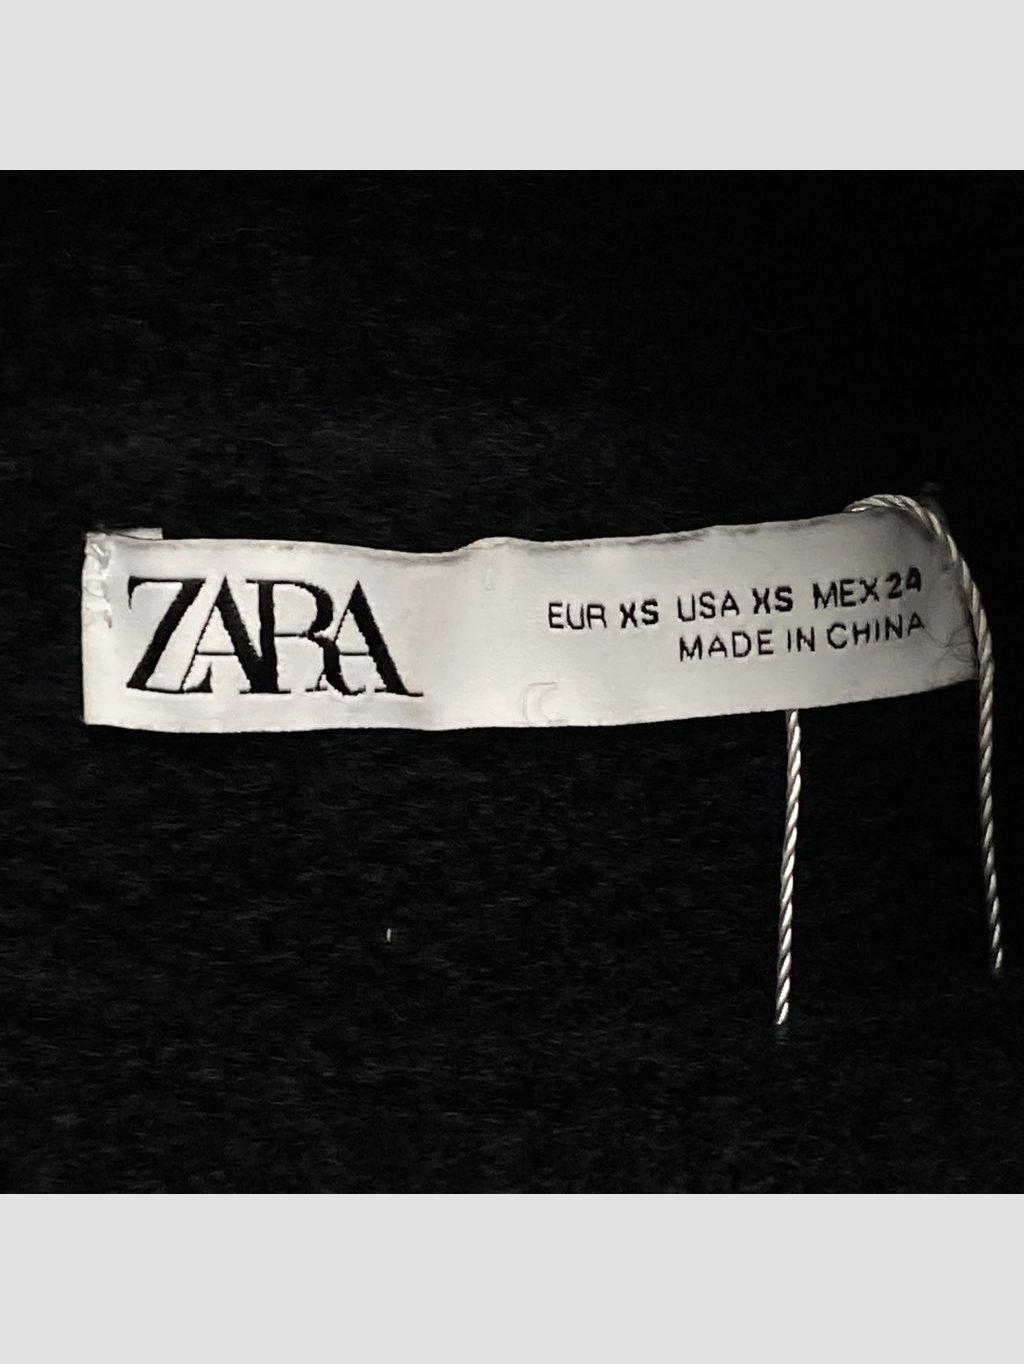 ZARA
EUR XS USA XS MEX 24
MADE IN CHINA